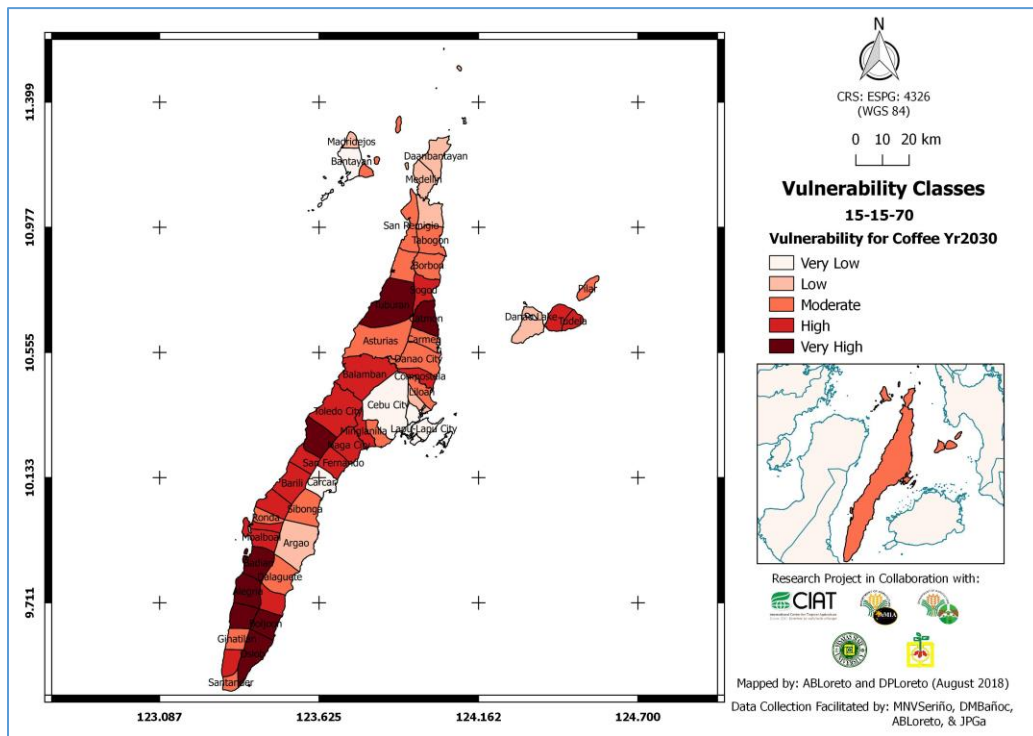 N
CRS: ESPG: 4326
(WGS 84)
0 10 20 km
Vulnerability Classes
15-15-70
Vulnerability for Coffee Yr2030
Very Low
Low
Moderate
High
Very High
11.399
10.977
10.555
10.133
9.711
123.087 123.625 124.162 124.700
Madridejos
Bantayan
Daanbantayan
Medellin
San Remigio
Tabogon
Borbon
Sogod
Pilar
Tudela
Asturias
Carmen
Danao City
Balamban
Compostela
Liloan
Cebu City
Toledo City
Lapu-Lapu City
Minglanilla
Naga City
San Fernando
Barili
Carcar
Sibonga
Ronda
Moalboal
Argao
Dalaguete
Ginatilan
Santander
Research Project in Collaboration with:
CIAT
Mapped by: ABLoreto and DPLoreto (August 2018)
Data Collection Facilitated by: MNVSeriño, DMBañoc,
ABLoreto, & JPGa